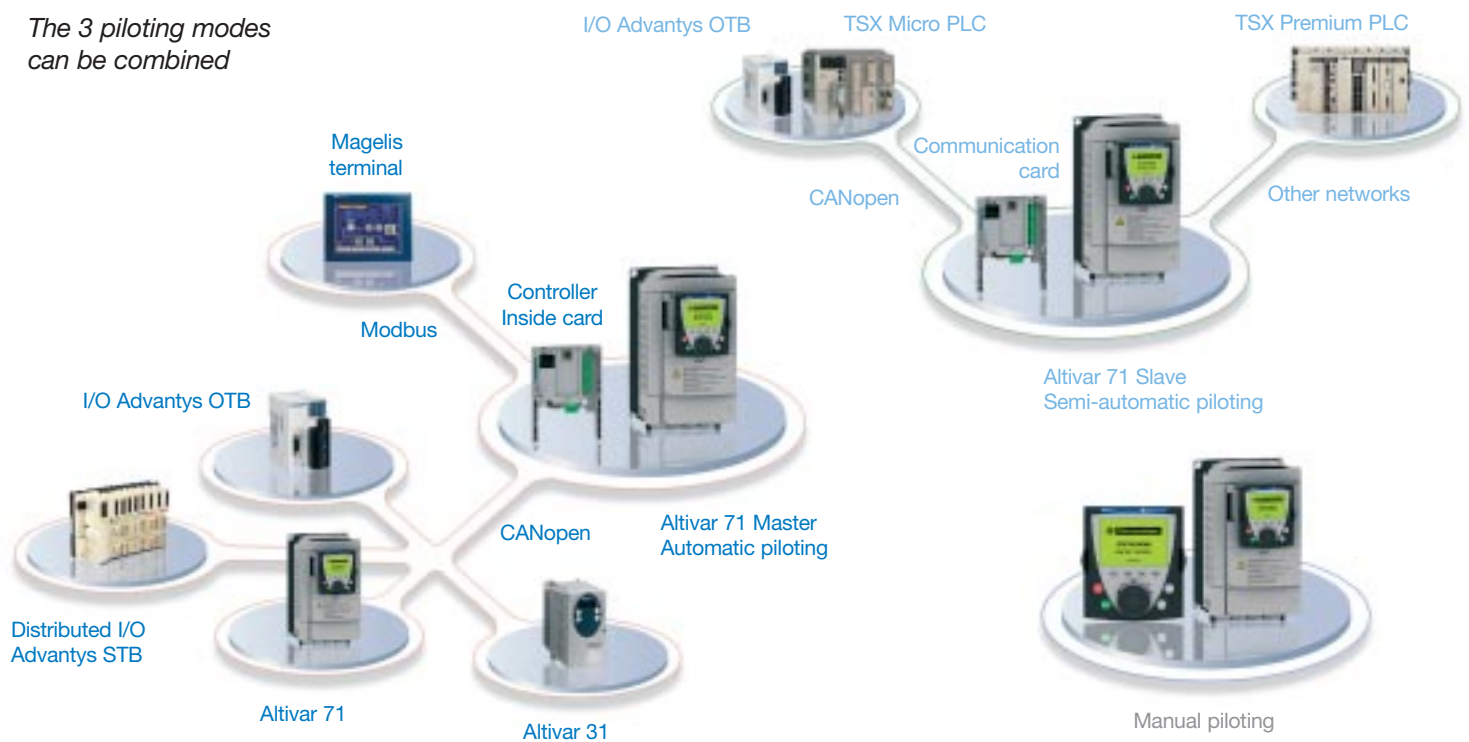 The 3 piloting modes
can be combined
I/O Advantys OTB
TSX Micro PLC
TSX Premium PLC
Magelis
terminal
Communication
card
CANopen
Other networks
Controller
Inside card
Modbus
Altivar 71 Slave
Semi-automatic piloting
I/O Advantys OTB
CANopen
Altivar 71 Master
Automatic piloting
Distributed I/O
Advantys STB
Altivar 71
Altivar 31
Manual piloting